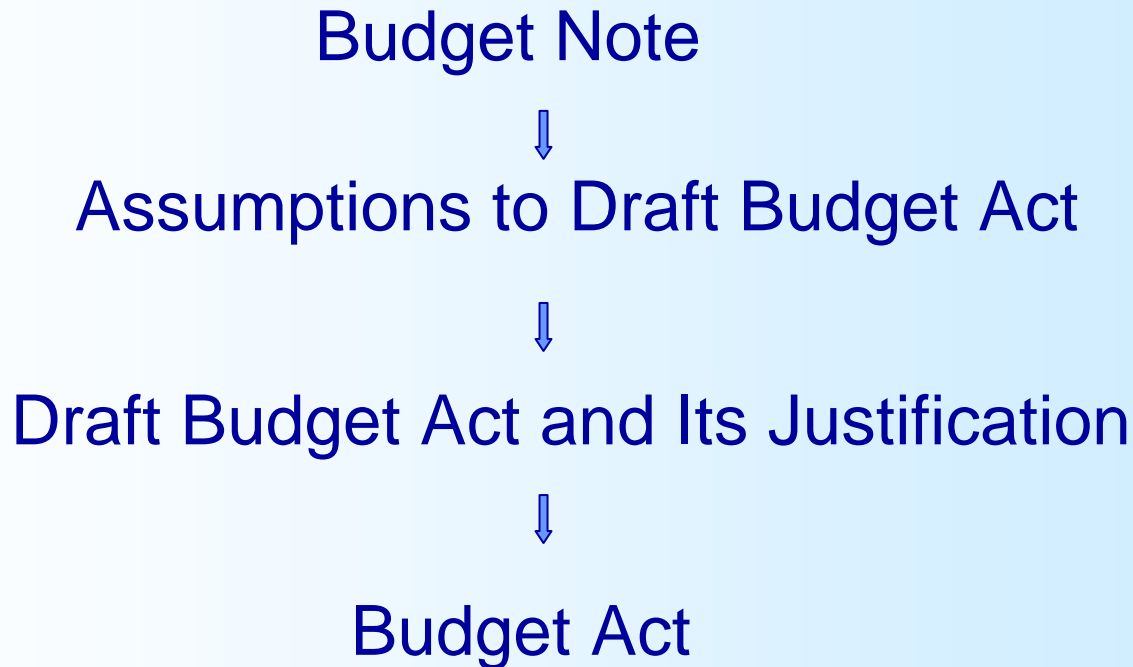 Budget Note
Assumptions to Draft Budget Act
Draft Budget Act and Its Justification
Budget Act